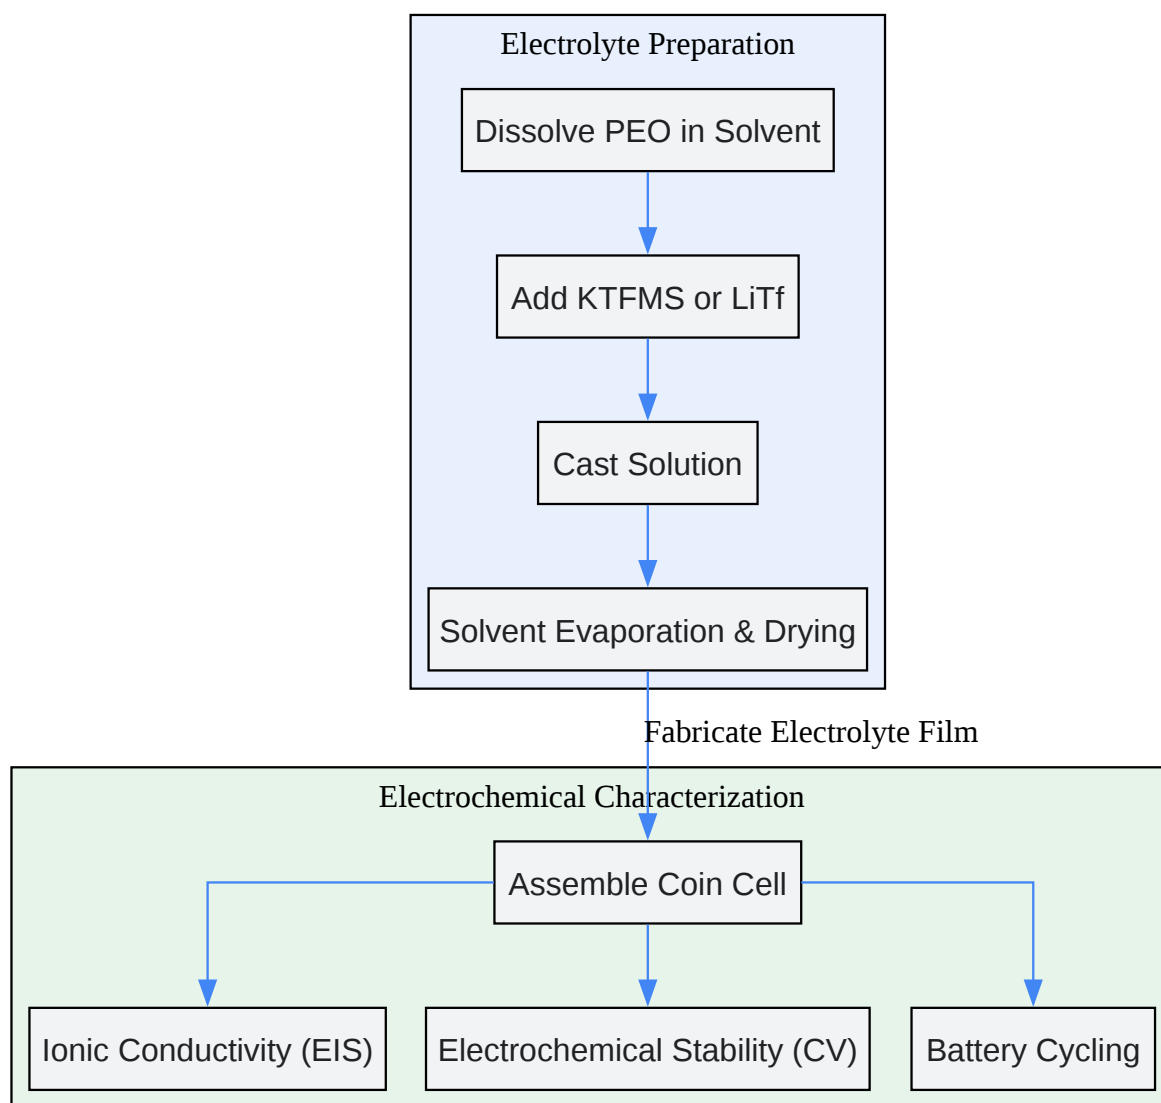 Electrolyte Preparation
Dissolve PEO in Solvent
Add KTFMS or LiTf
Cast Solution
Solvent Evaporation & Drying
Fabricate Electrolyte Film
Electrochemical Characterization
Assemble Coin Cell
Ionic Conductivity (EIS)
Electrochemical Stability (CV)
Battery Cycling